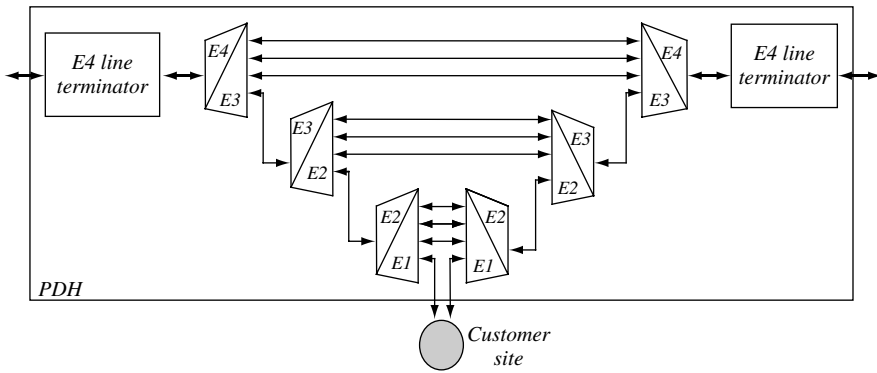 E4 line
terminator
E4
E3
E4
E3
E4 line
terminator
E3
E2
E3
E2
E2
E1
E2
E1
PDH
Customer
site